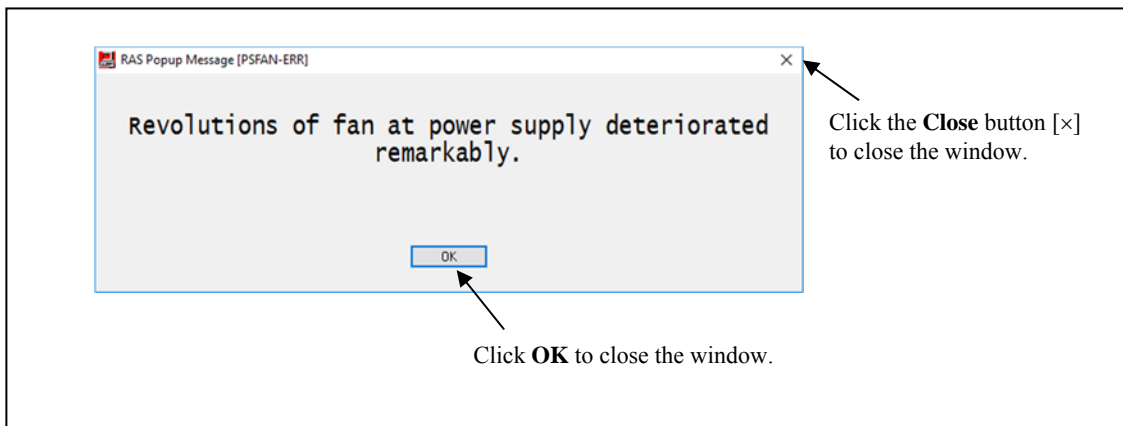 RAS Popup Message [PSFAN-ERR]
Revolutions of fan at power supply deteriorated
remarkably.
Click the Close button [×]
to close the window.
OK
Click OK to close the window.